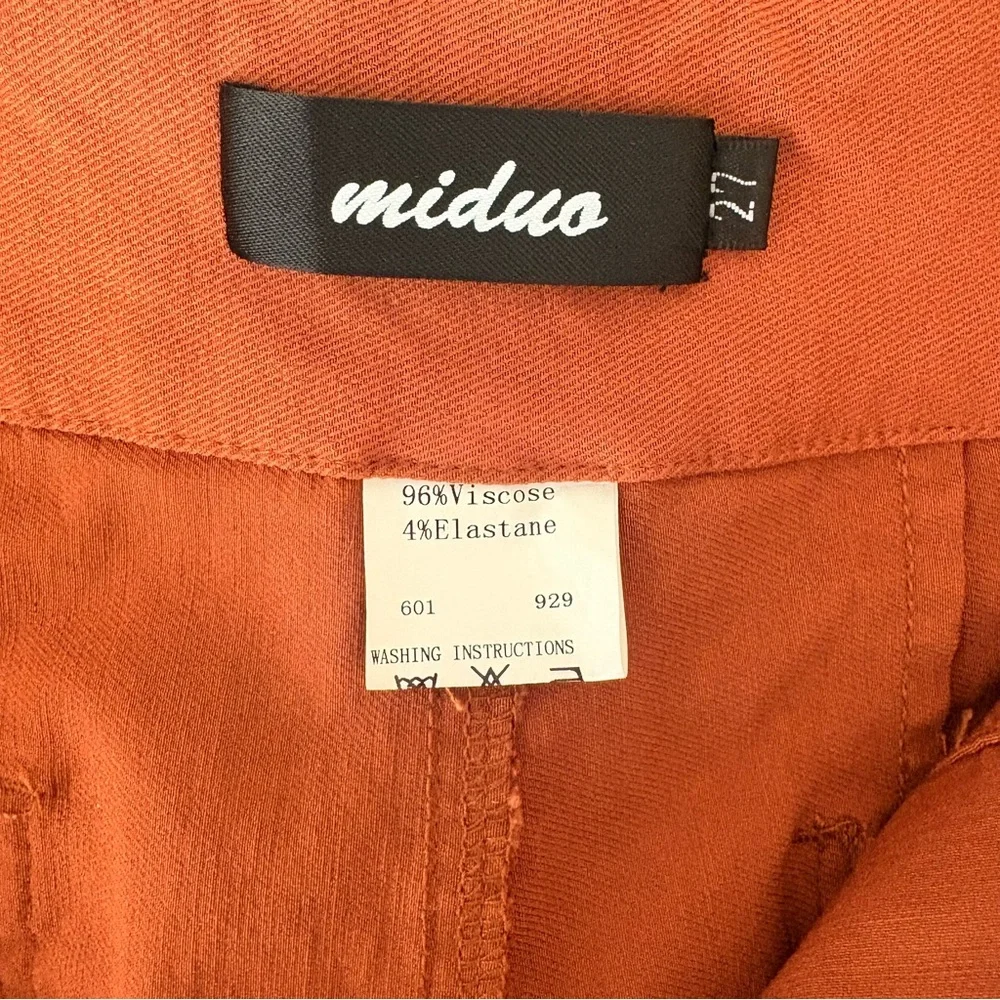 miduo
27
96%Viscose
4%Elastane
601 929
WASHING INSTRUCTIONS